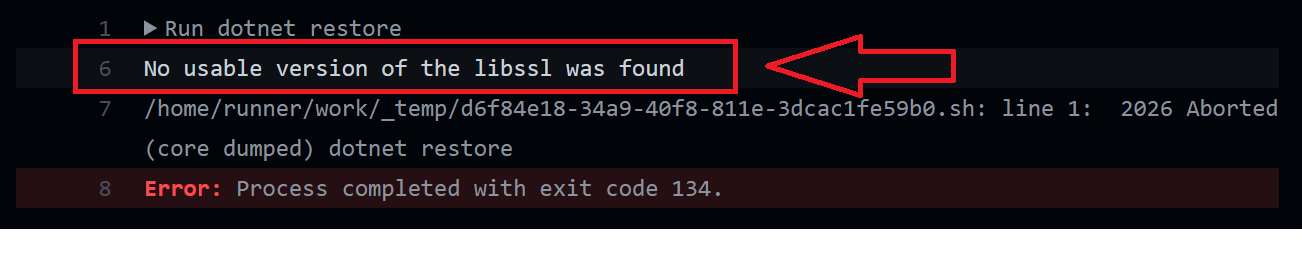 1 ▶ Run dotnet restore
6 No usable version of the libssl was found
7 /home/runner/work/_temp/d6f84e18-34a9-40f8-811e-3dcac1fe59b0.sh: line 1:  2026 Aborted
(core dumped) dotnet restore
8 Error: Process completed with exit code 134.